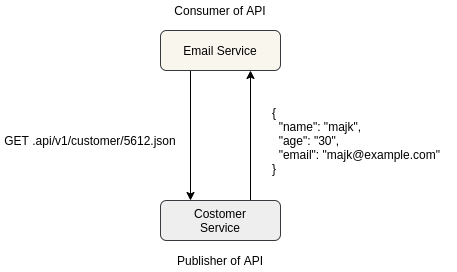 Consumer of API
Email Service
GET .api/v1/customer/5612.json
{
"name": "majk",
"age": "30",
"email": "majk@example.com"
}
Costomer
Service
Publisher of API